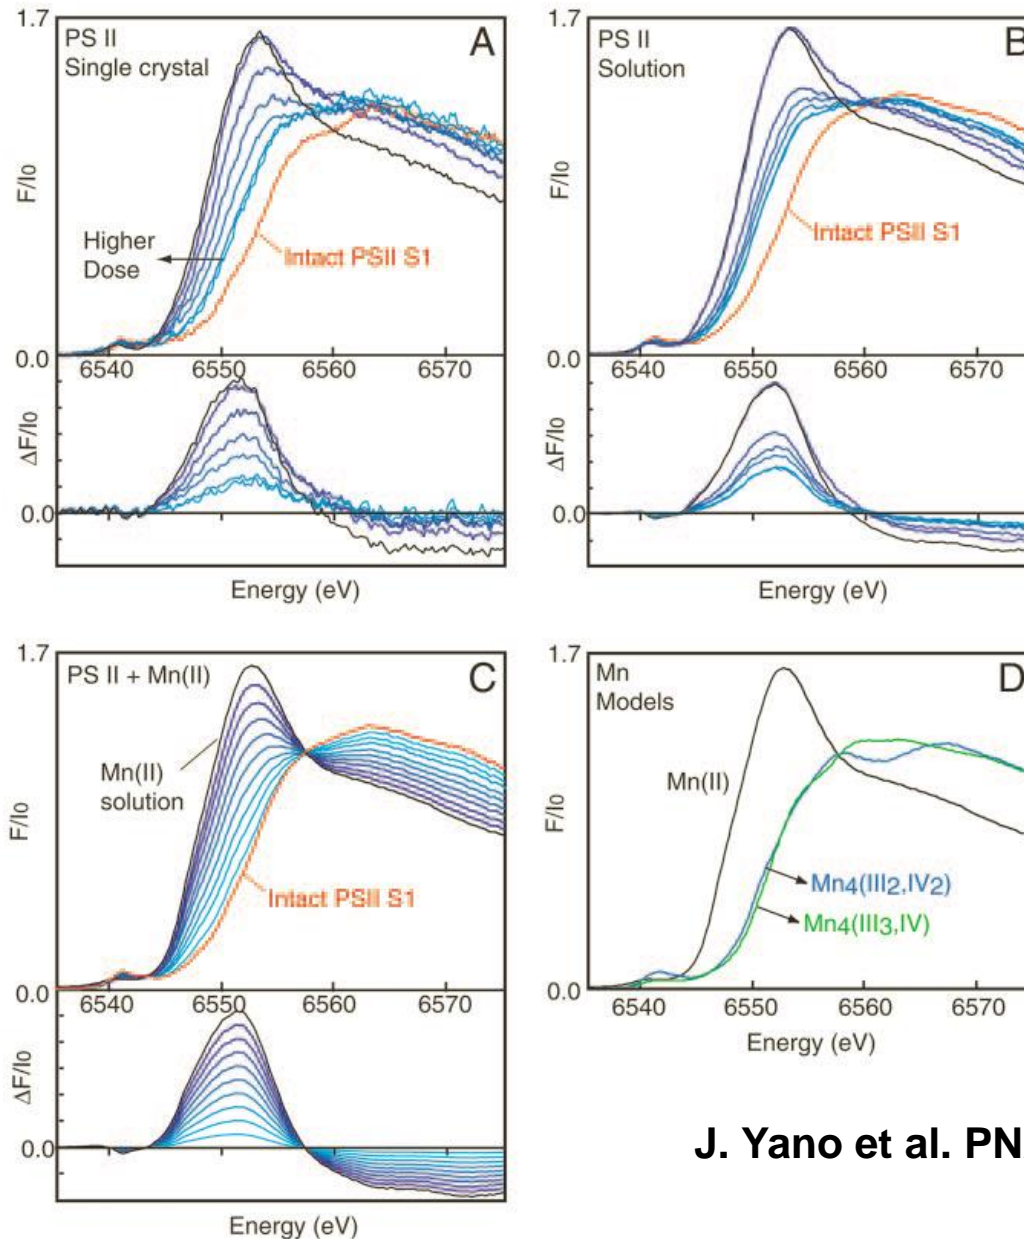 1.7
PS II
Single crystal
A
F/I0
Higher
Dose
Intact PSII S1
0.0
6540 6550 6560 6570
ΔF/I0
0.0
Energy (eV)
1.7
PS II
Solution
B
F/I0
Intact PSII S1
0.0
6540 6550 6560 6570
ΔF/I0
0.0
Energy (eV)
1.7
PS II + Mn(II)
C
F/I0
Mn(II)
solution
Intact PSII S1
0.0
6540 6550 6560 6570
ΔF/I0
0.0
Energy (eV)
1.7
Mn
Models
D
F/I0
Mn(II)
Mn4(III2,IV2)
Mn4(III3,IV)
0.0
6540 6550 6560 6570
Energy (eV)
J. Yano et al. PN